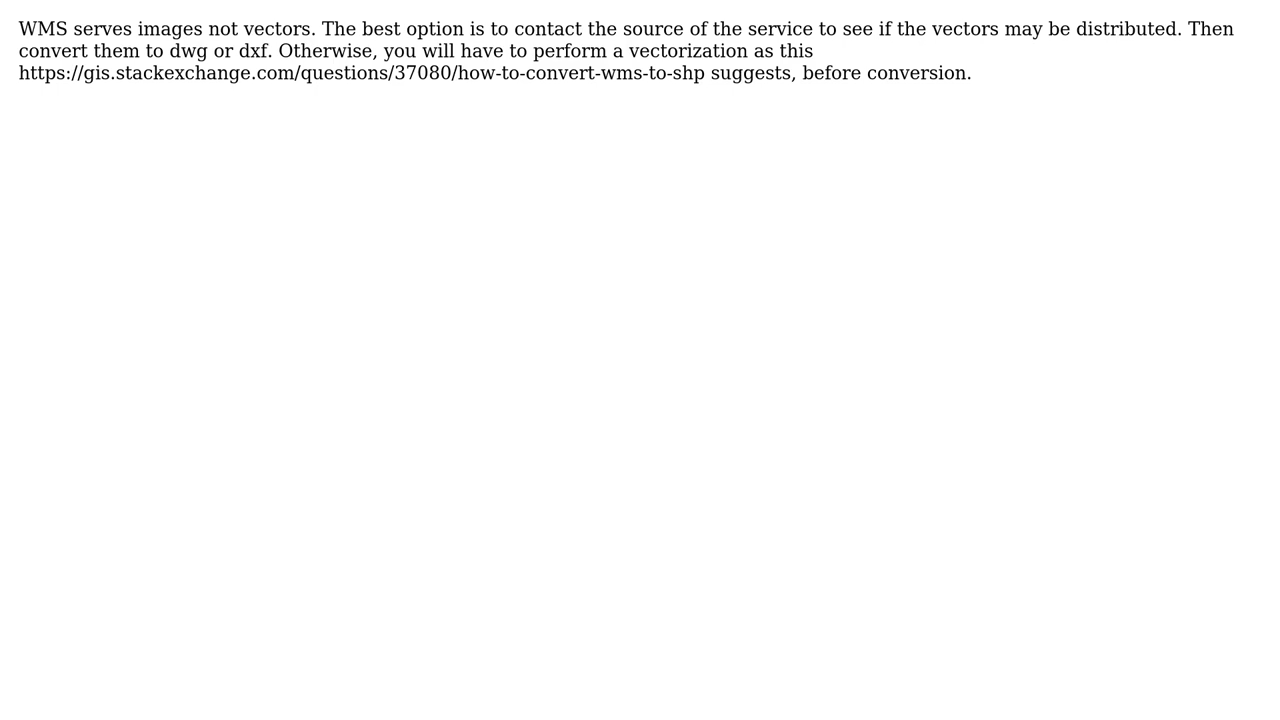 WMS serves images not vectors. The best option is to contact the source of the service to see if the vectors may be distributed. Then
convert them to dwg or dxf. Otherwise, you will have to perform a vectorization as this
https://gis.stackexchange.com/questions/37080/how-to-convert-wms-to-shp suggests, before conversion.